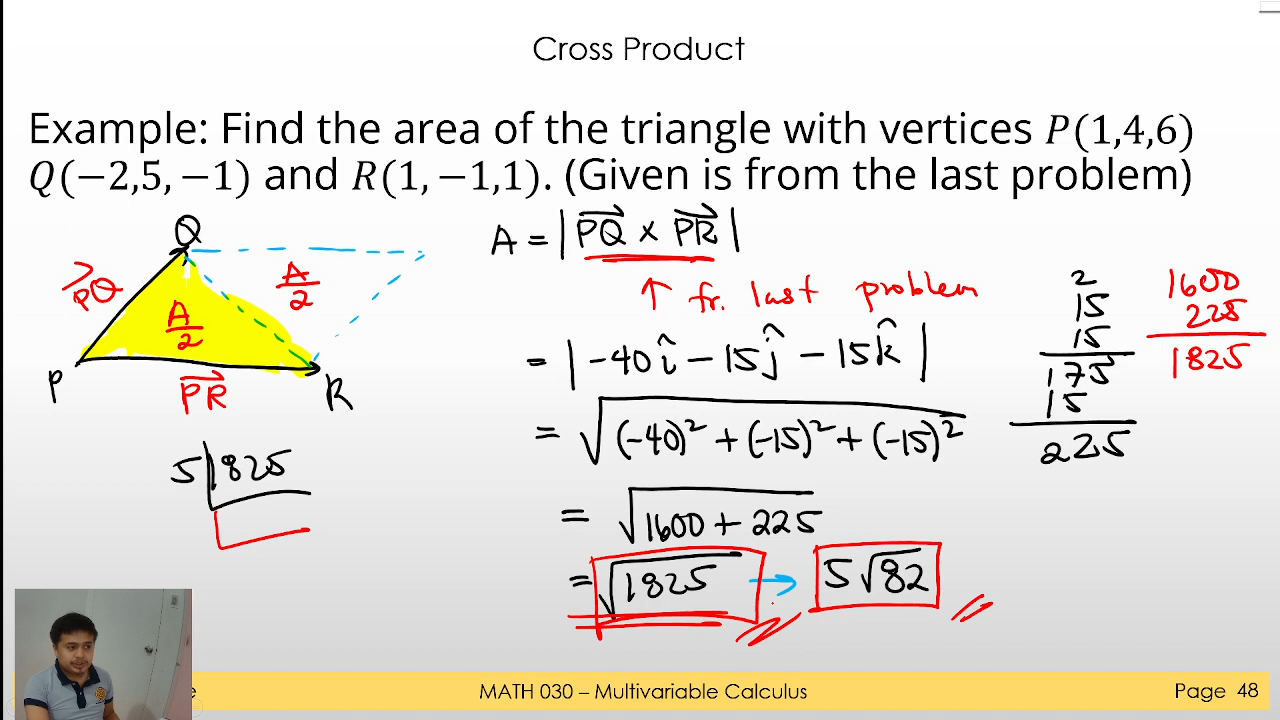 Cross Product
Example: Find the area of the triangle with vertices P(1,4,6)
Q(−2,5,−1) and R(1,−1,1). (Given is from the last problem)
Q
PQ
A/2
A/2
P
PR
R
5 1825
A = | PQ × PR |
↑ fr. last problem
= | -40i - 15j - 15k |
= √(-40)² + (-15)² + (-15)²
= √1600 + 225
= √1825 → 5√82
2
15
15
175
15
225
1600
225
1825
MATH 030 – Multivariable Calculus
Page 48